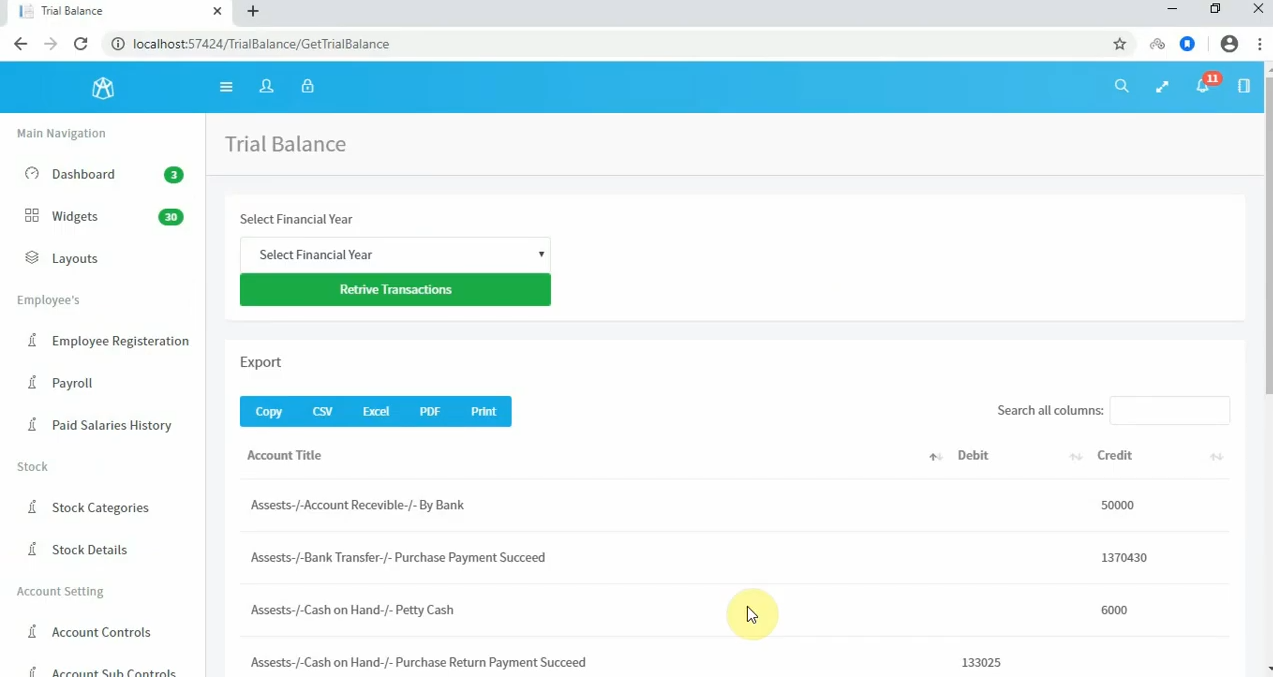 Trial Balance
localhost:57424/TrialBalance/GetTrialBalance
11
Main Navigation
Dashboard 3
Widgets 30
Layouts
Employee's
Employee Registeration
Payroll
Paid Salaries History
Stock
Stock Categories
Stock Details
Account Setting
Account Controls
Account Sub Controls
Trial Balance
Select Financial Year
Select Financial Year
Retrive Transactions
Export
Copy CSV Excel PDF Print
Search all columns:
Account Title Debit Credit
Assests-/-Account Recevible-/- By Bank 50000
Assests-/-Bank Transfer-/- Purchase Payment Succeed 1370430
Assests-/-Cash on Hand-/- Petty Cash 6000
Assests-/-Cash on Hand-/- Purchase Return Payment Succeed 133025